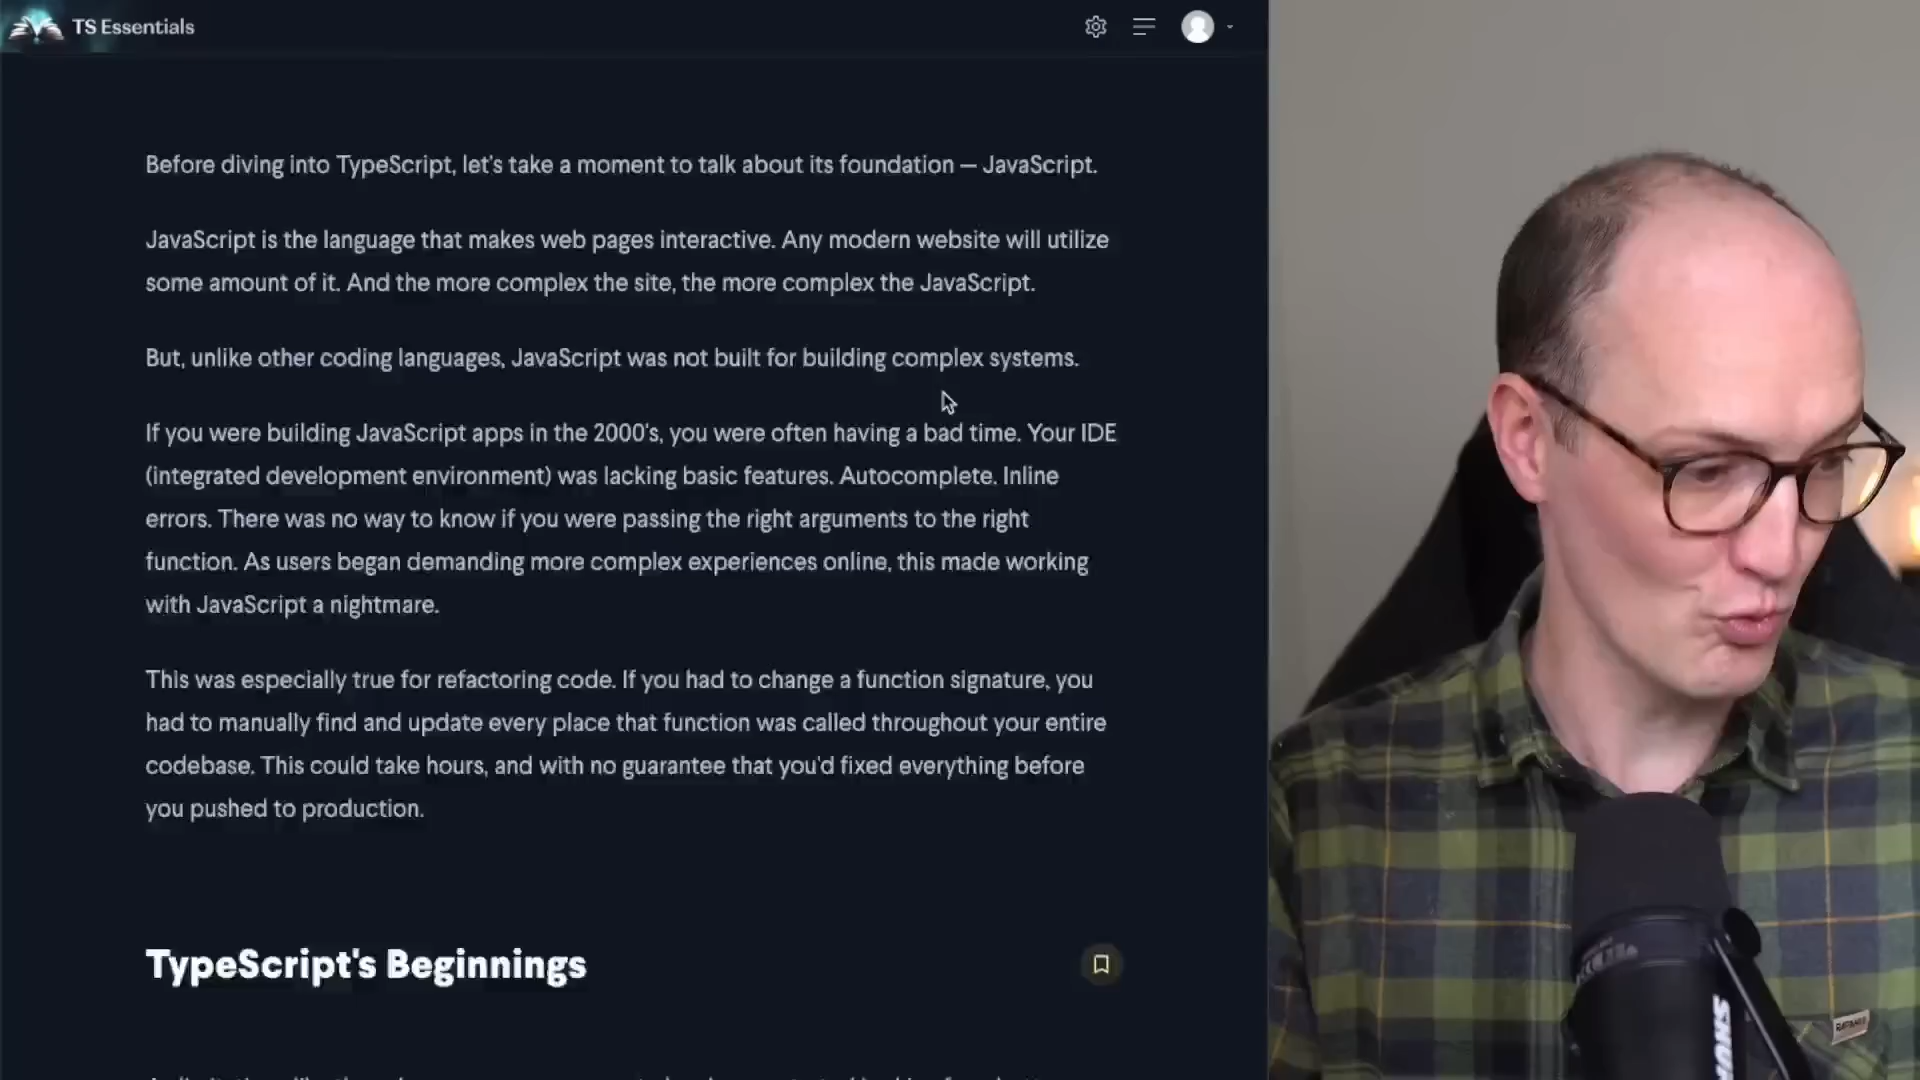 TS Essentials
Before diving into TypeScript, let's take a moment to talk about its foundation — JavaScript.
JavaScript is the language that makes web pages interactive. Any modern website will utilize
some amount of it. And the more complex the site, the more complex the JavaScript.
But, unlike other coding languages, JavaScript was not built for building complex systems.
If you were building JavaScript apps in the 2000's, you were often having a bad time. Your IDE
(integrated development environment) was lacking basic features. Autocomplete. Inline
errors. There was no way to know if you were passing the right arguments to the right
function. As users began demanding more complex experiences online, this made working
with JavaScript a nightmare.
This was especially true for refactoring code. If you had to change a function signature, you
had to manually find and update every place that function was called throughout your entire
codebase. This could take hours, and with no guarantee that you'd fixed everything before
you pushed to production.
TypeScript's Beginnings